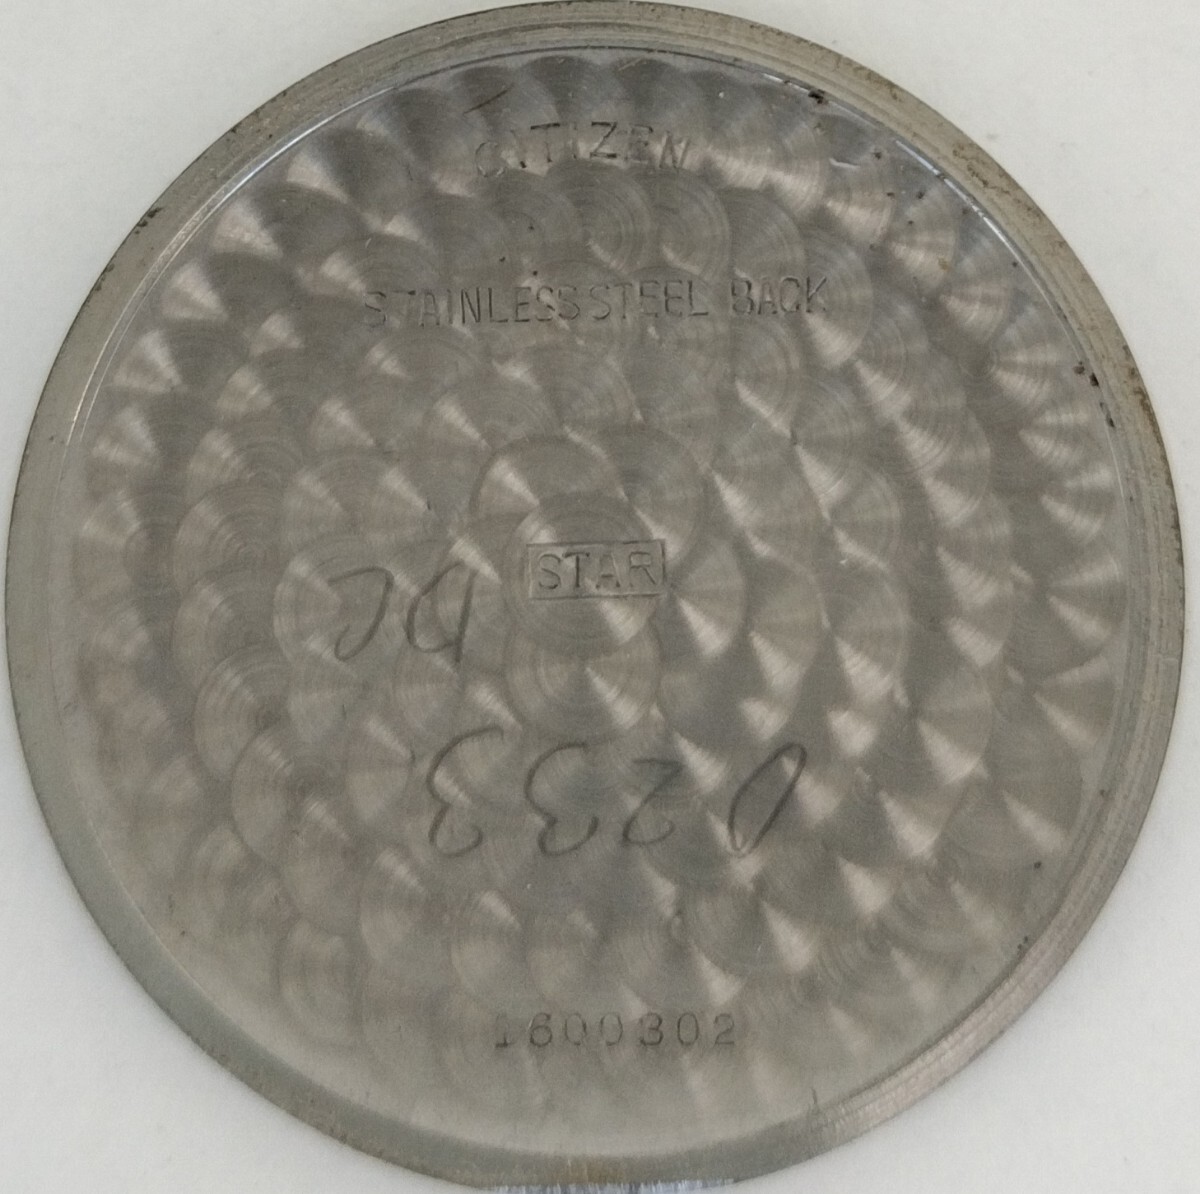 CITIZEN
STAINLESS STEEL BACK
STAR
DC
0233
1600302